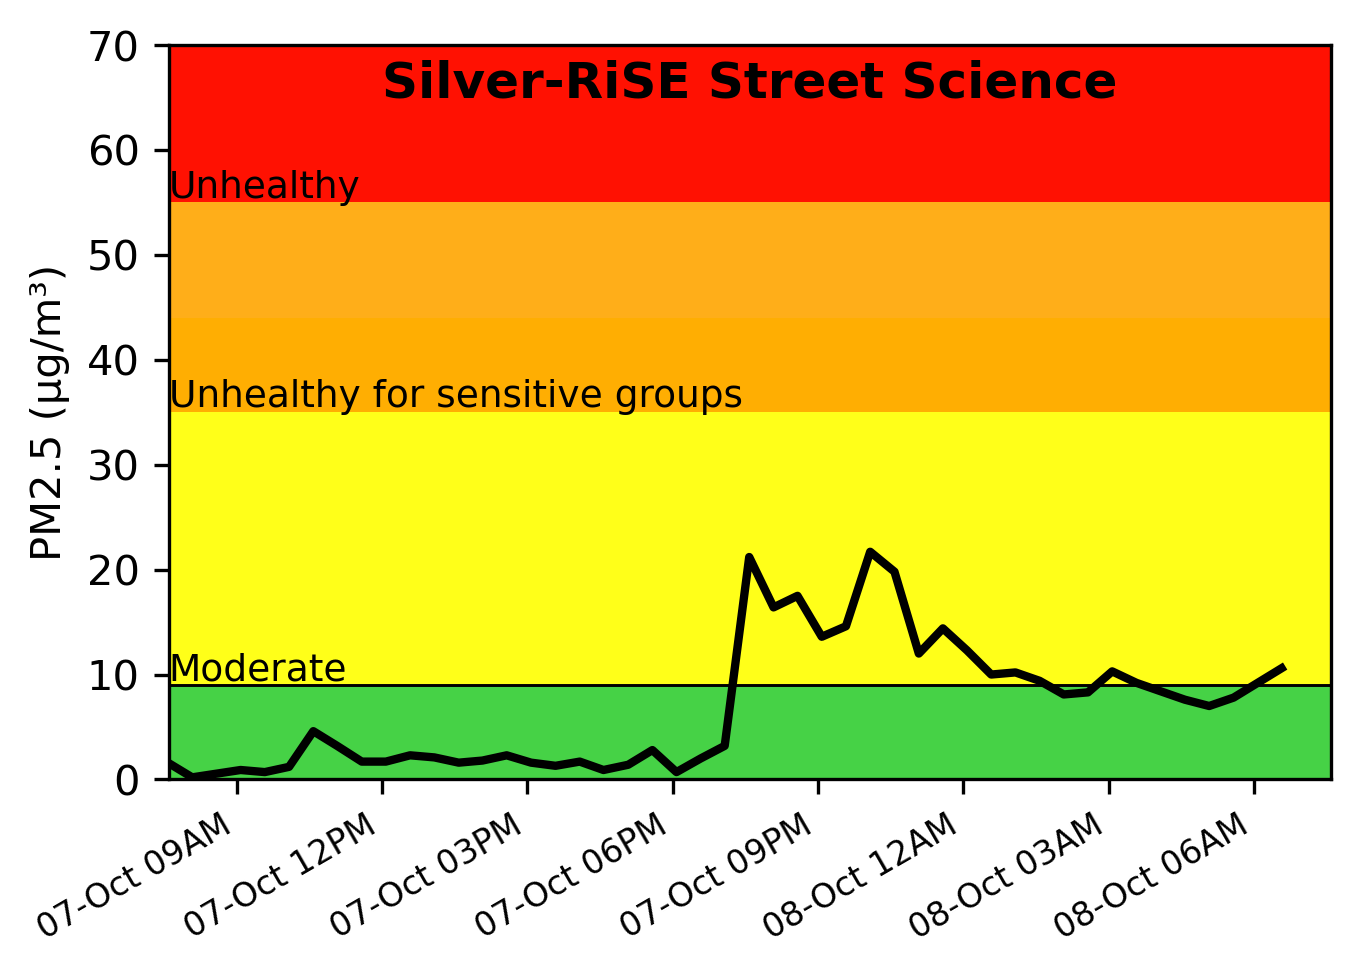 Silver-RiSE Street Science
70
60
Unhealthy
50
40
Unhealthy for sensitive groups
30
20
Moderate
10
0
PM2.5 (µg/m³)
07-Oct 09AM
07-Oct 12PM
07-Oct 03PM
07-Oct 06PM
07-Oct 09PM
08-Oct 12AM
08-Oct 03AM
08-Oct 06AM